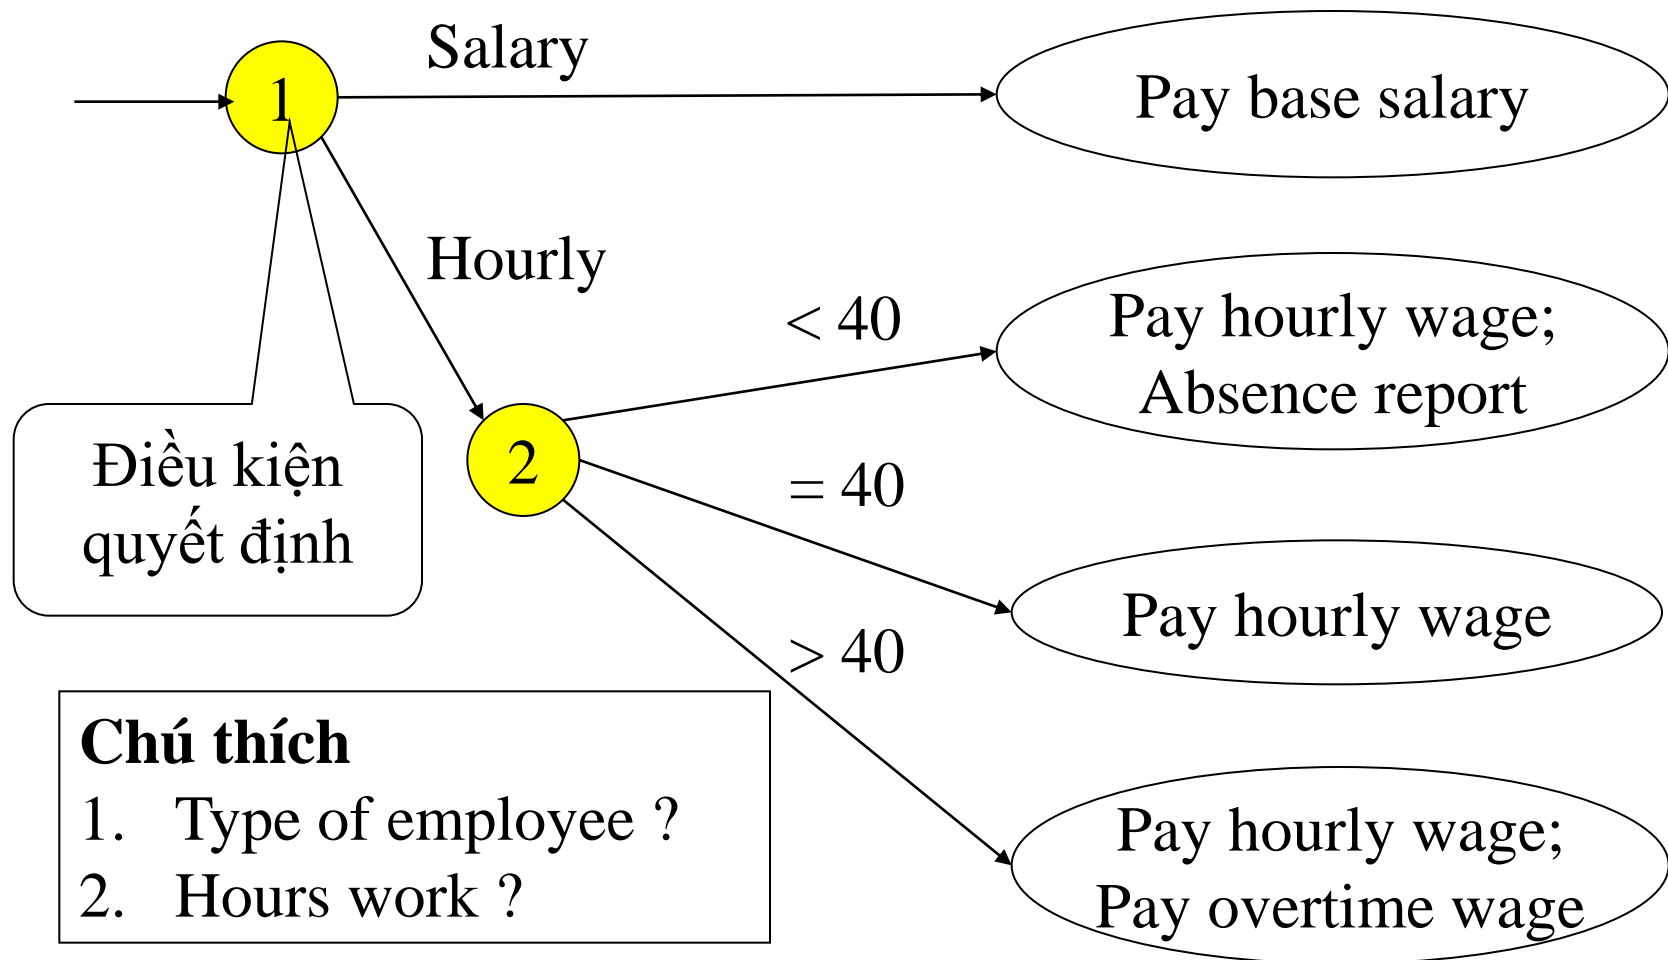 Salary
1
Pay base salary
Hourly
< 40
Pay hourly wage;
Absence report
Điều kiện
quyết định
2
= 40
Pay hourly wage
> 40
Chú thích
1. Type of employee ?
2. Hours work ?
Pay hourly wage;
Pay overtime wage